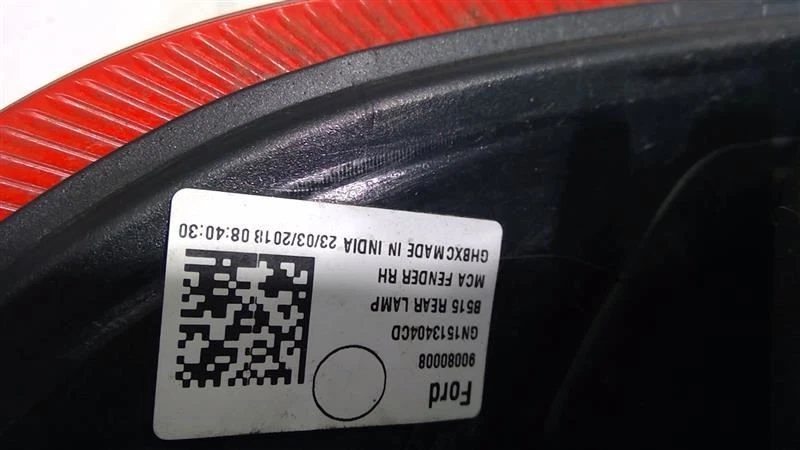 Ford
90080008
GN1513404CD
B515 REAR LAMP
MCA FENDER RH
GHBXCMADE IN INDIA 23/03/2018 08:40:30